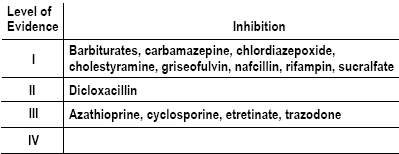 Level of
Evidence
Inhibition
I
Barbiturates, carbamazepine, chlordiazepoxide,
cholestyramine, griseofulvin, nafcillin, rifampin, sucralfate
II
Dicloxacillin
III
Azathioprine, cyclosporine, etretinate, trazodone
IV